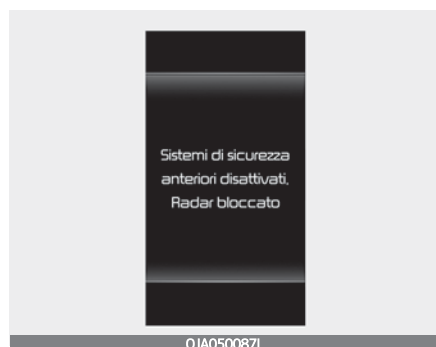 Sistemi di sicurezza
anteriori disattivati,
Radar bloccato
OJA050087L